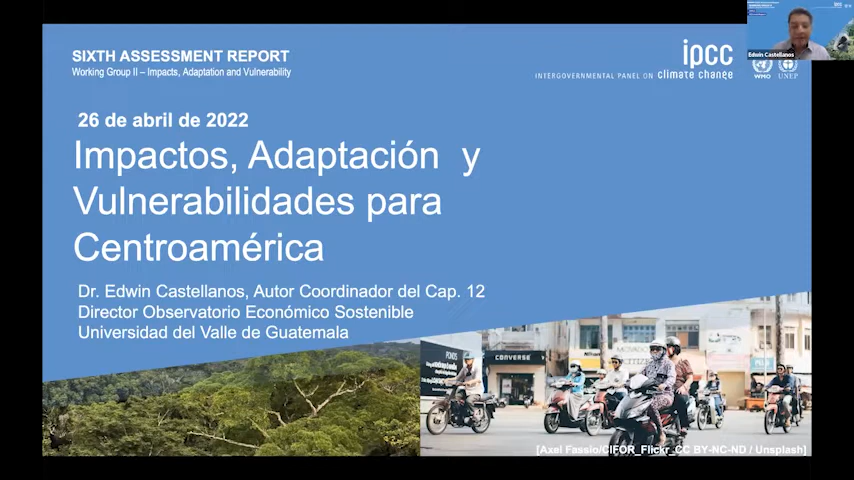 SIXTH ASSESSMENT REPORT
Working Group II – Impacts, Adaptation and Vulnerability
ipcc
INTERGOVERNMENTAL PANEL ON climate change
WMO
UNEP
Edwin Castellanos
26 de abril de 2022
Impactos, Adaptación y
Vulnerabilidades para
Centroamérica
Dr. Edwin Castellanos, Autor Coordinador del Cap. 12
Director Observatorio Económico Sostenible
Universidad del Valle de Guatemala
CONVERSE
[Axel Fassio/CIFOR_Flickr_CC BY-NC-ND / Unsplash]